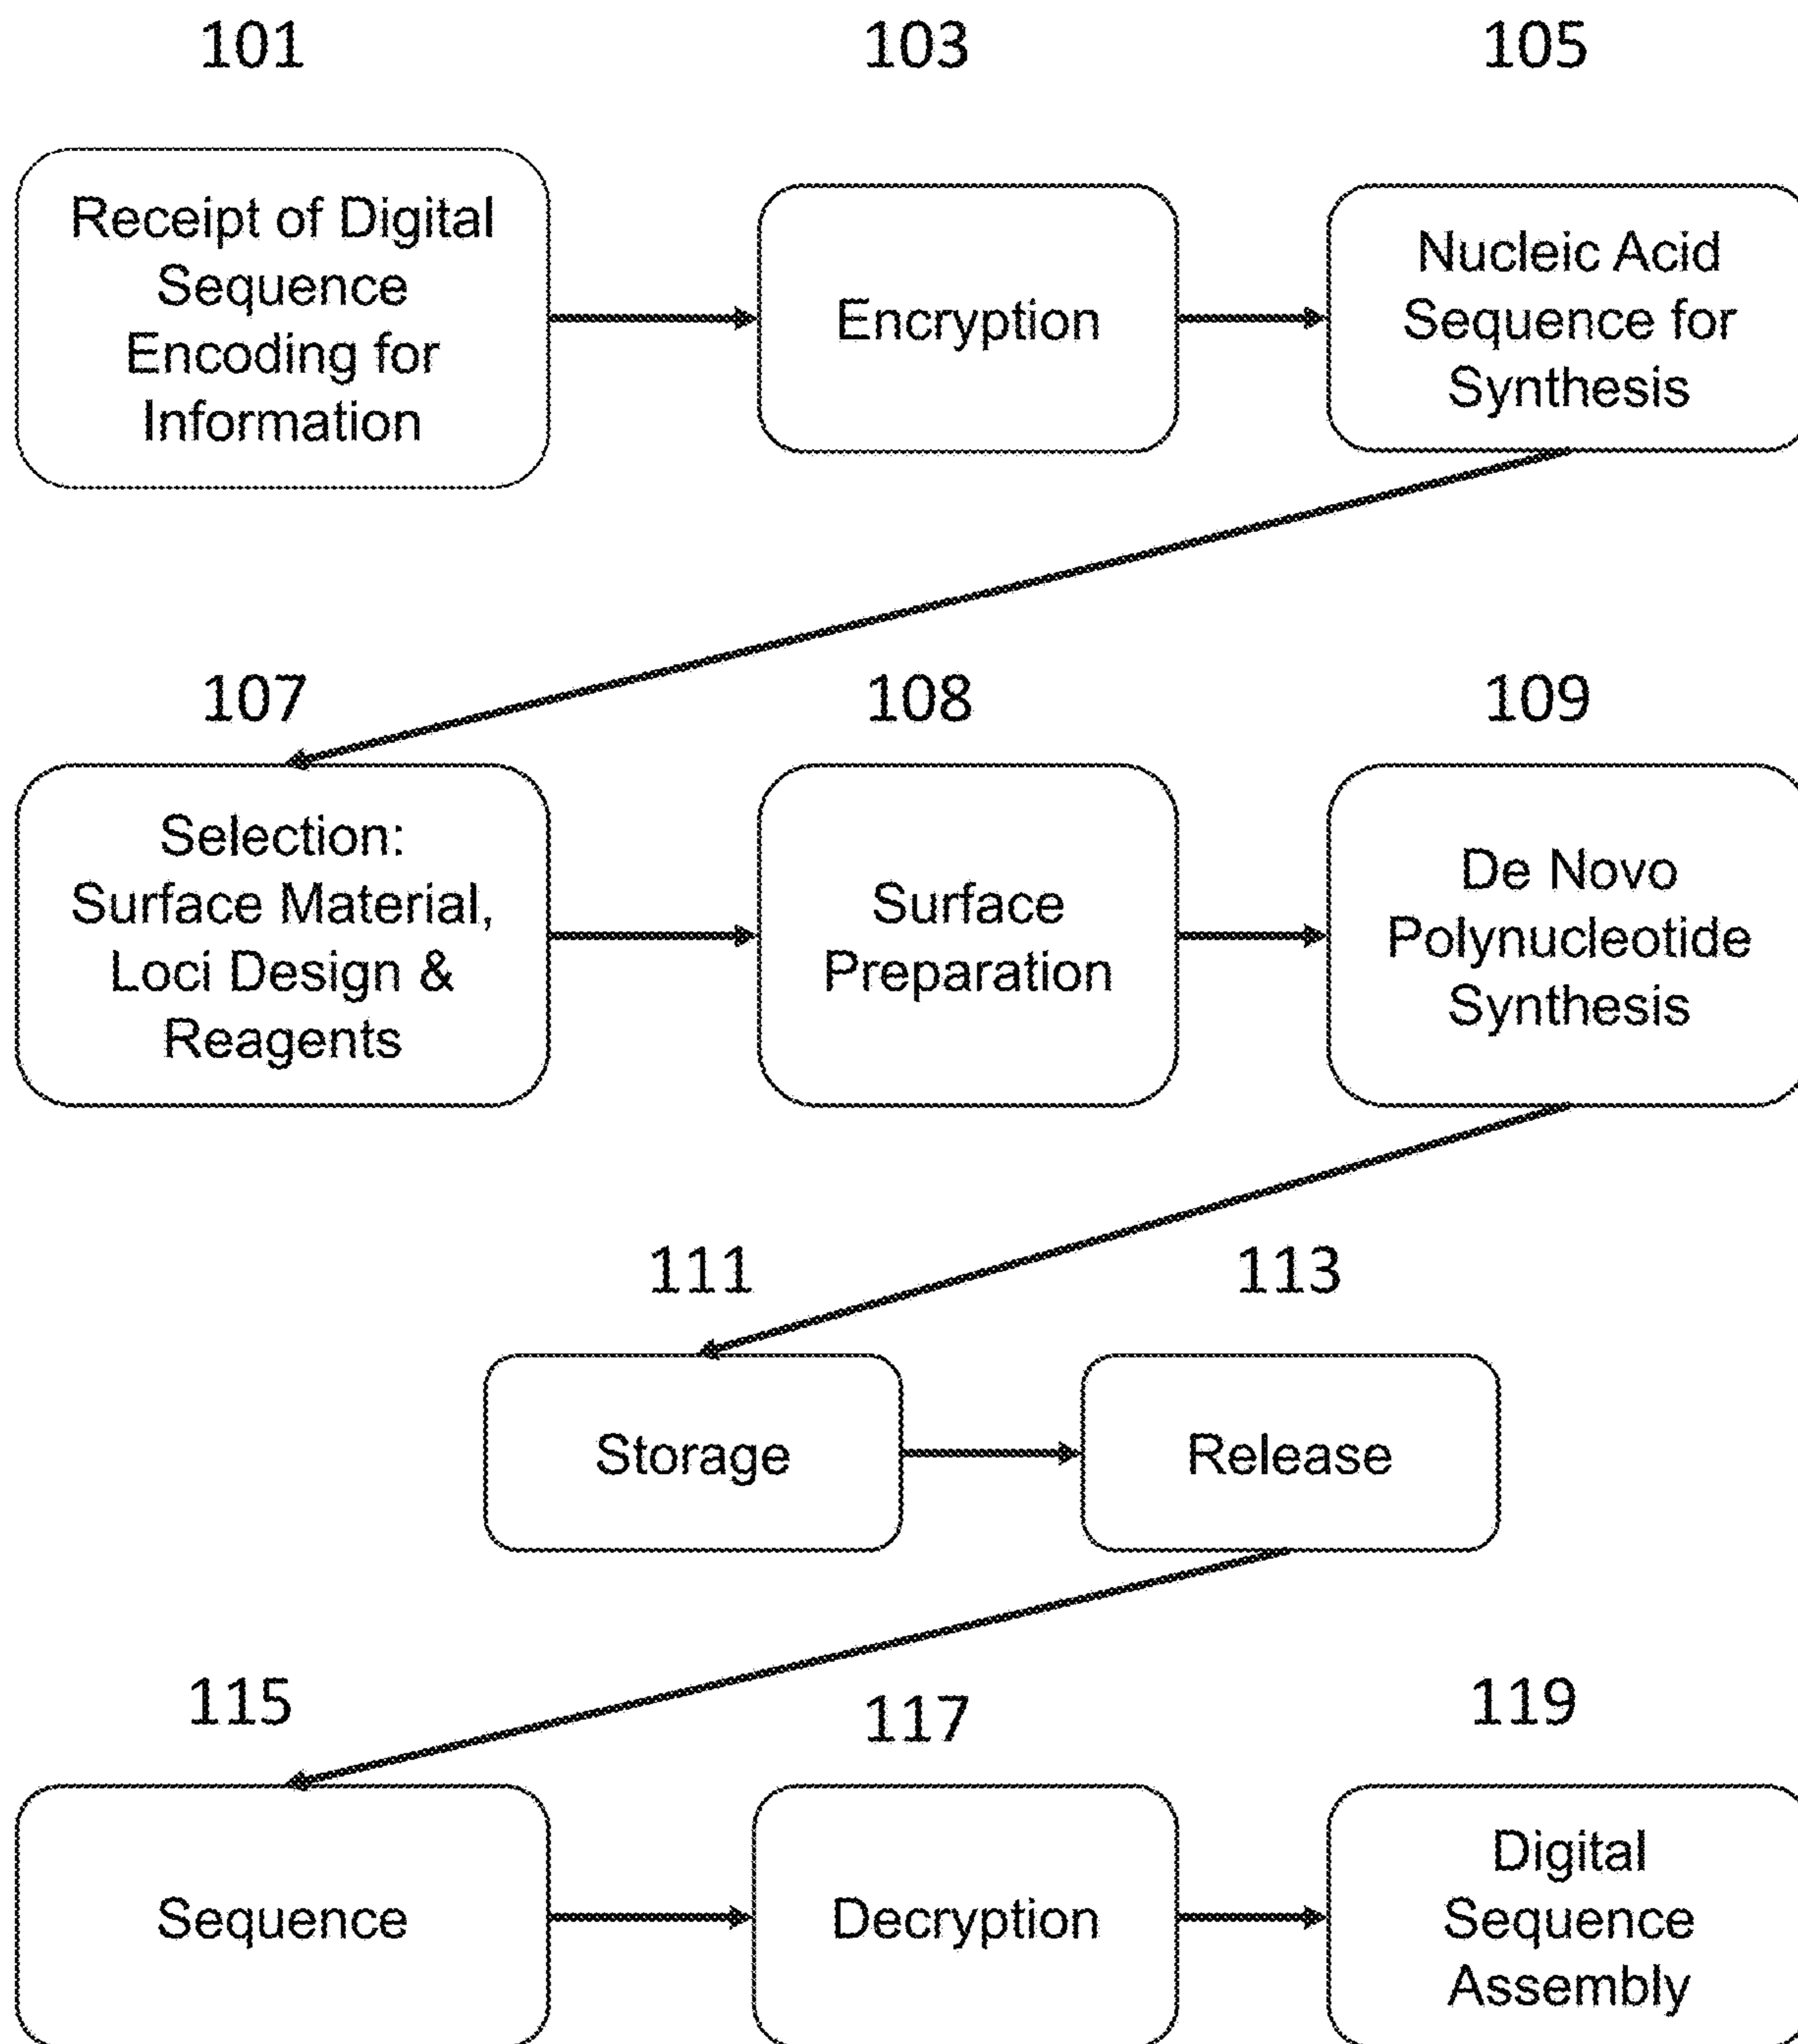 101 103 105
Receipt of Digital
Sequence
Encoding for
Information
Encryption
Nucleic Acid
Sequence for
Synthesis
107 108 109
Selection:
Surface Material,
Loci Design &
Reagents
Surface
Preparation
De Novo
Polynucleotide
Synthesis
111 113
Storage
Release
115 117 119
Sequence
Decryption
Digital
Sequence
Assembly